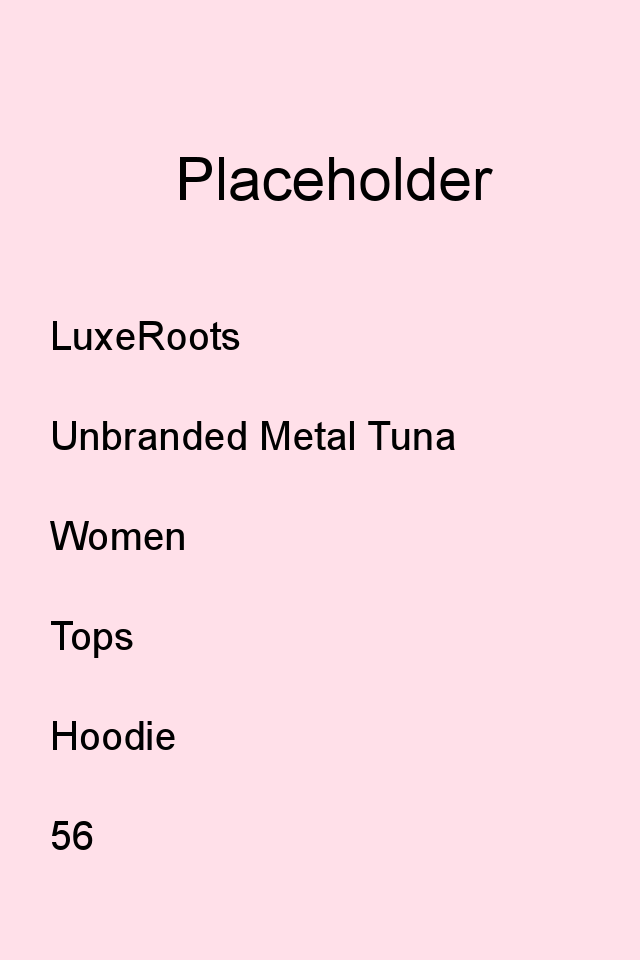 Placeholder
LuxeRoots
Unbranded Metal Tuna
Women
Tops
Hoodie
56